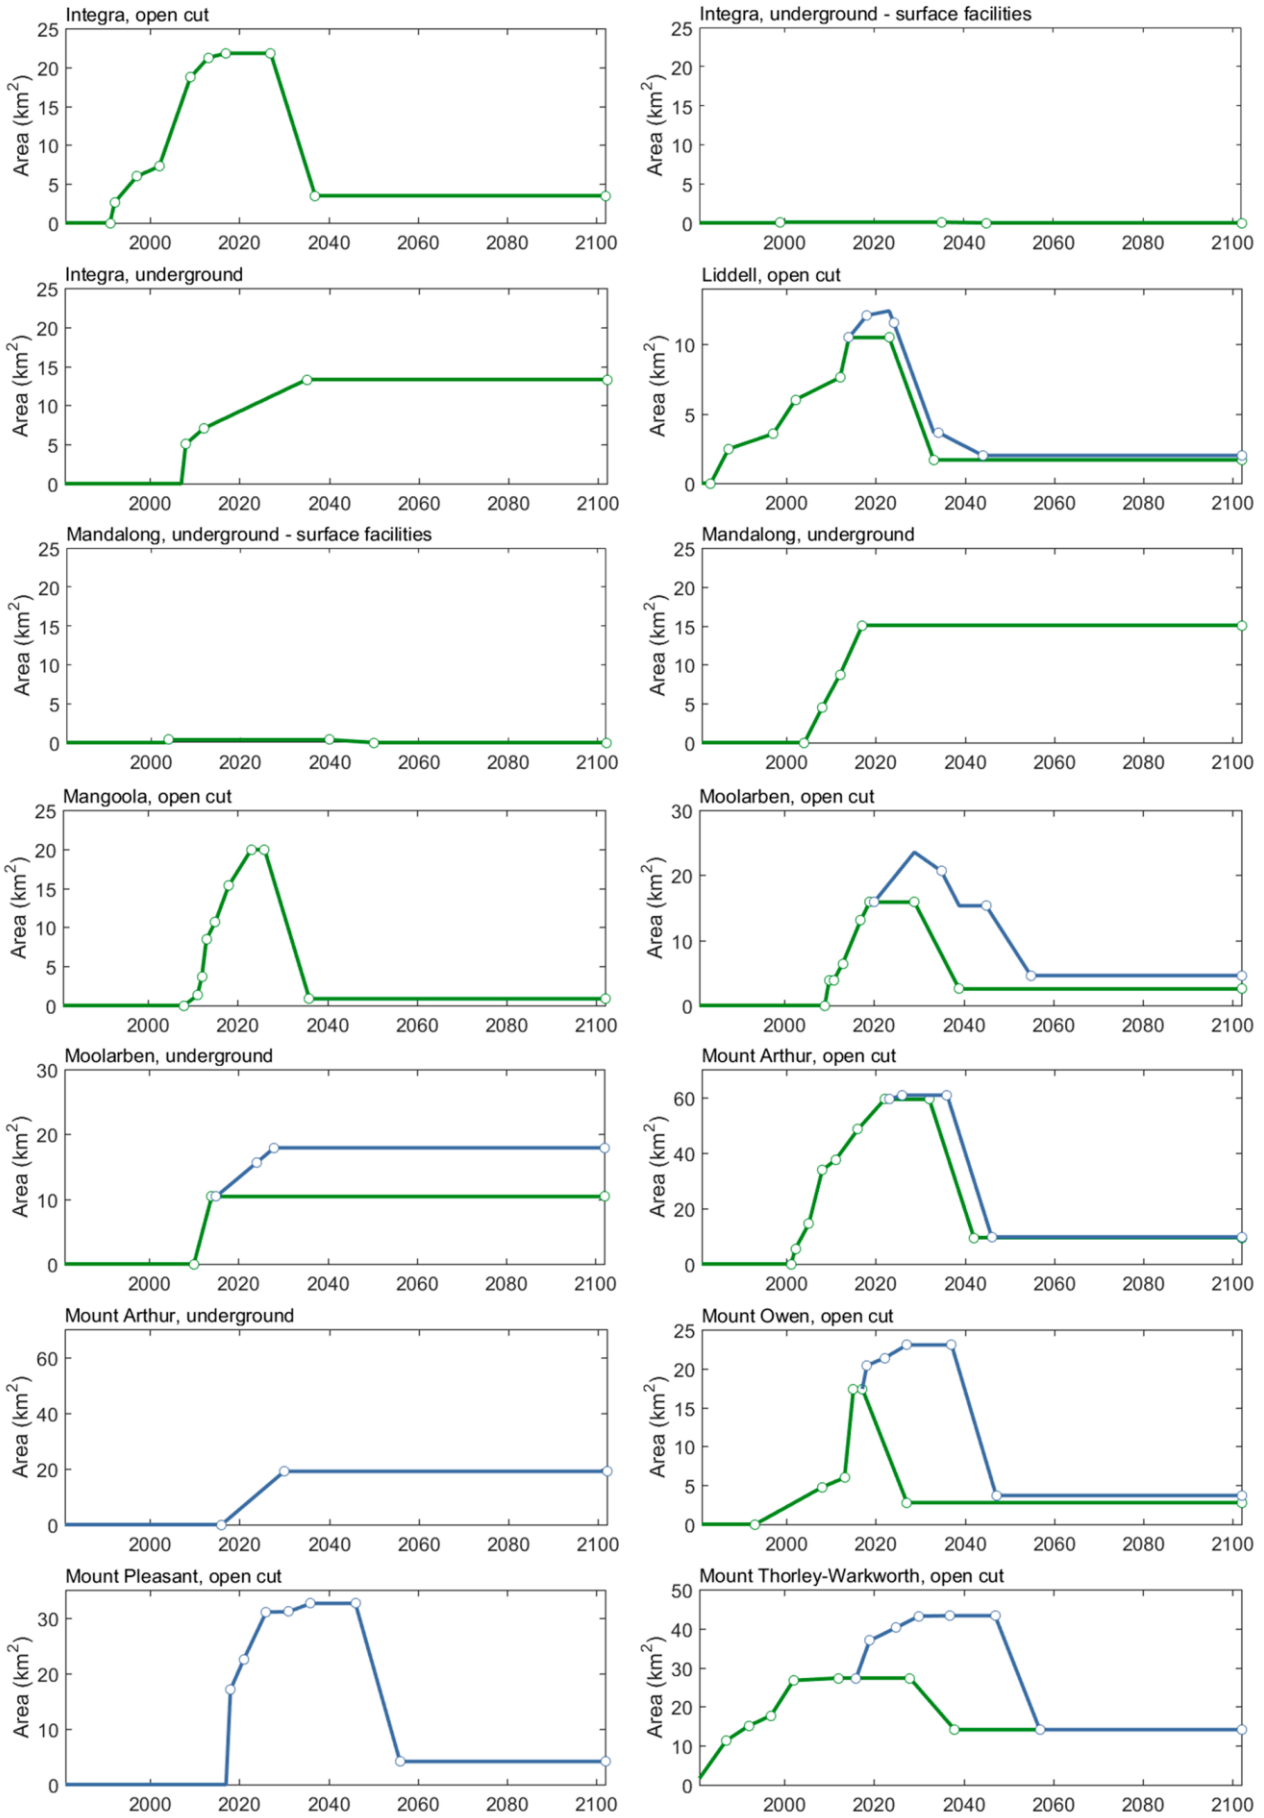 Integra, open cut
25
20
15
10
5
0
Area (km²)
2000 2020 2040 2060 2080 2100
Integra, underground - surface facilities
25
20
15
10
5
0
Area (km²)
2000 2020 2040 2060 2080 2100
Integra, underground
25
20
15
10
5
0
Area (km²)
2000 2020 2040 2060 2080 2100
Liddell, open cut
10
5
0
Area (km²)
2000 2020 2040 2060 2080 2100
Mandalong, underground - surface facilities
25
20
15
10
5
0
Area (km²)
2000 2020 2040 2060 2080 2100
Mandalong, underground
25
20
15
10
5
0
Area (km²)
2000 2020 2040 2060 2080 2100
Mangoola, open cut
25
20
15
10
5
0
Area (km²)
2000 2020 2040 2060 2080 2100
Moolarben, open cut
30
20
10
0
Area (km²)
2000 2020 2040 2060 2080 2100
Moolarben, underground
30
20
10
0
Area (km²)
2000 2020 2040 2060 2080 2100
Mount Arthur, open cut
60
40
20
0
Area (km²)
2000 2020 2040 2060 2080 2100
Mount Arthur, underground
60
40
20
0
Area (km²)
2000 2020 2040 2060 2080 2100
Mount Owen, open cut
25
20
15
10
5
0
Area (km²)
2000 2020 2040 2060 2080 2100
Mount Pleasant, open cut
30
20
10
0
Area (km²)
2000 2020 2040 2060 2080 2100
Mount Thorley-Warkworth, open cut
50
40
30
20
10
0
Area (km²)
2000 2020 2040 2060 2080 2100